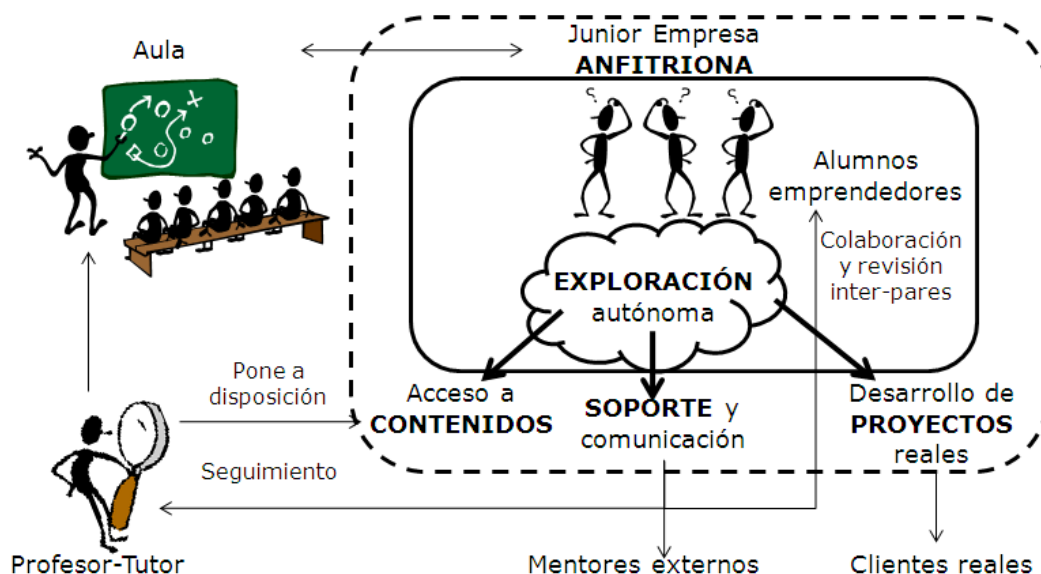 Aula
Junior Empresa
ANFITRIONA
? ? ?
Alumnos
emprendedores
Colaboración
y revisión
inter-pares
EXPLORACIÓN
autónoma
Pone a
disposición
Acceso a
CONTENIDOS
SOPORTE y
comunicación
Desarrollo de
PROYECTOS
reales
Seguimiento
Profesor-Tutor
Mentores externos
Clientes reales